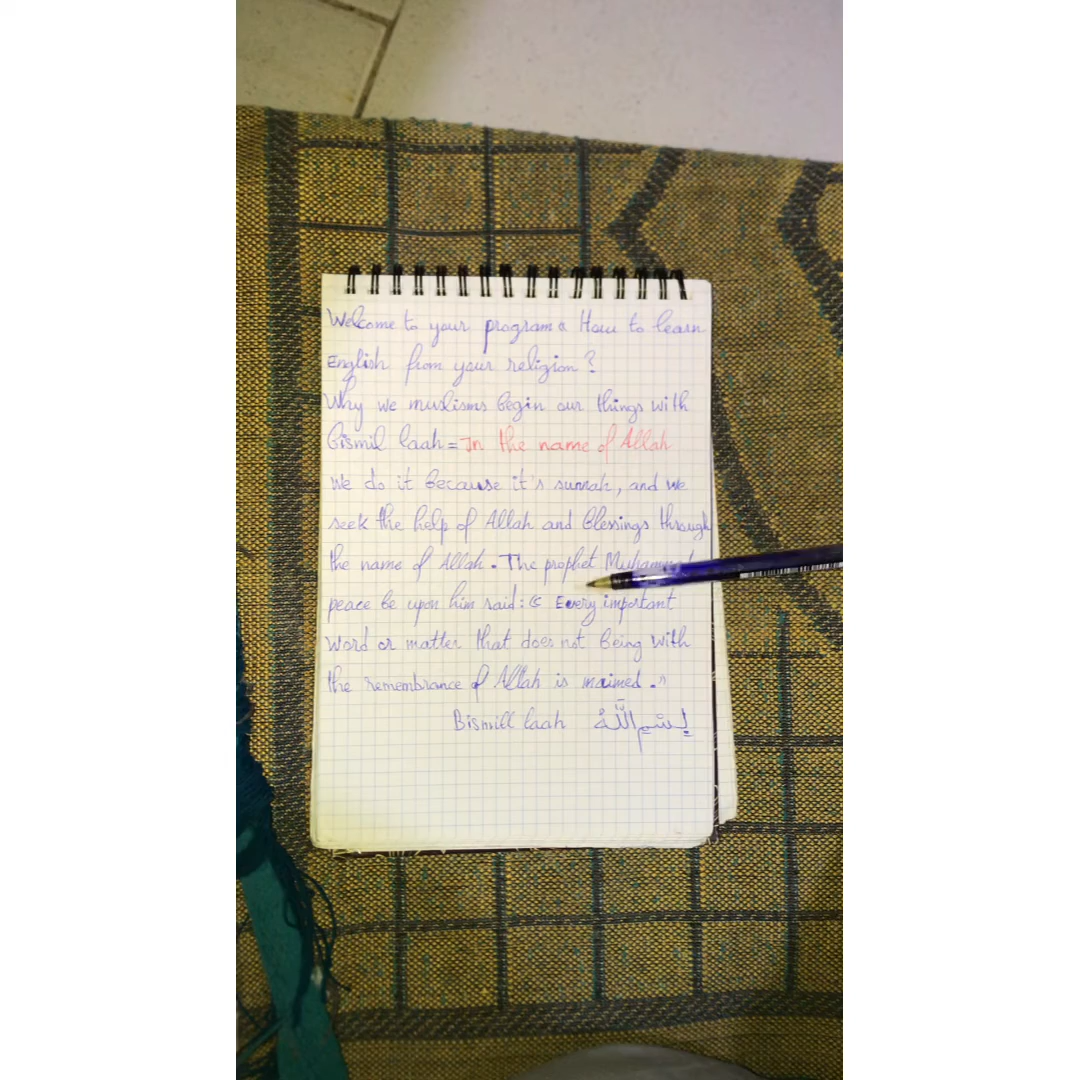 Welcome to your program « How to learn
English from your religion ?
Why we muslisms begin our things with
bismil laah = In the name of Allah
We do it because it's sunnah, and we
seek the help of Allah and blessings through
the name of Allah. The prophet Muhammad
peace be upon him said: « Every important
word or matter that does not being with
the remembrance of Allah is maimed . »
Bismill laah بِسْمِ اللَّهِ